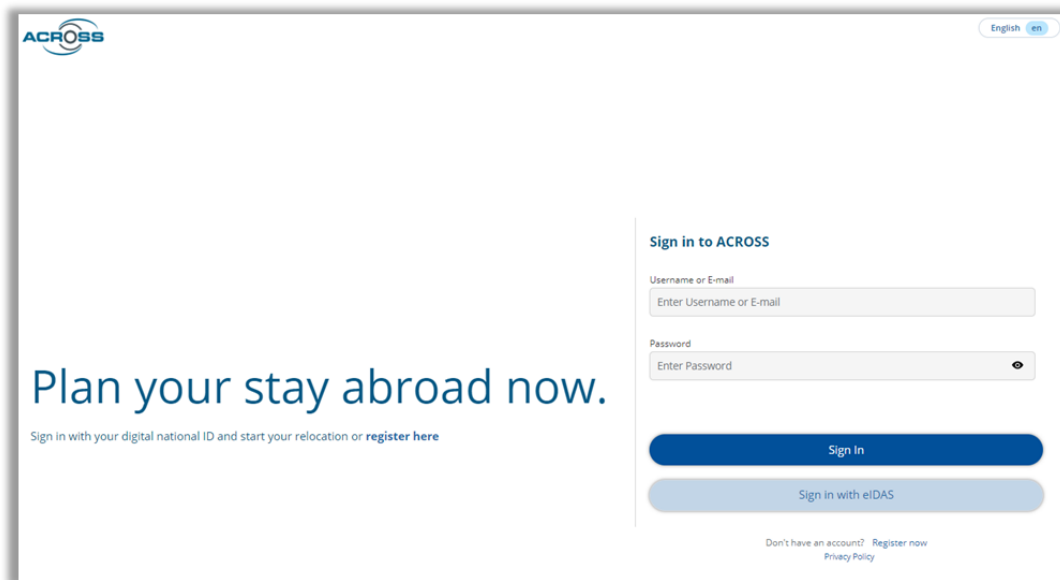 ACROSS
English en
Plan your stay abroad now.
Sign in with your digital national ID and start your relocation or register here
Sign in to ACROSS
Username or E-mail
Enter Username or E-mail
Password
Enter Password
Sign In
Sign in with eIDAS
Don't have an account? Register now
Privacy Policy